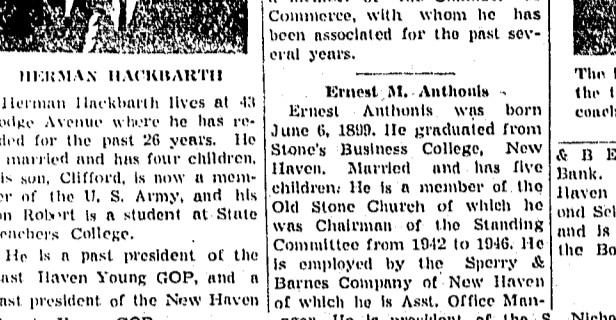 HERMAN HACKBARTH
Herman Hackbarth lives at 43
odge Avenue where he has re-
ded for the past 26 years. He
married and has four children.
is son, Clifford, is now a mem-
er of the U. S. Army, and his
on Robert is a student at State
eachers College.
He is a past president of the
ast Haven Young GOP, and a
ast president of the New Haven
Commerce, with whom he has
been associated for the past sev-
eral years.
Ernest M. Anthonis
Ernest Anthonis was born
June 6, 1899. He graduated from
Stone's Business College, New
Haven. Married and has five
children. He is a member of the
Old Stone Church of which he
was Chairman of the Standing
Committee from 1942 to 1946. He
is employed by the Sperry &
Barnes Company of New Haven
of which he is Asst. Office Man-
ager. He is president of the S.
The
the t
coach
& B E
Bank.
Haven
ond Sc
and is
the Bo
Nicho